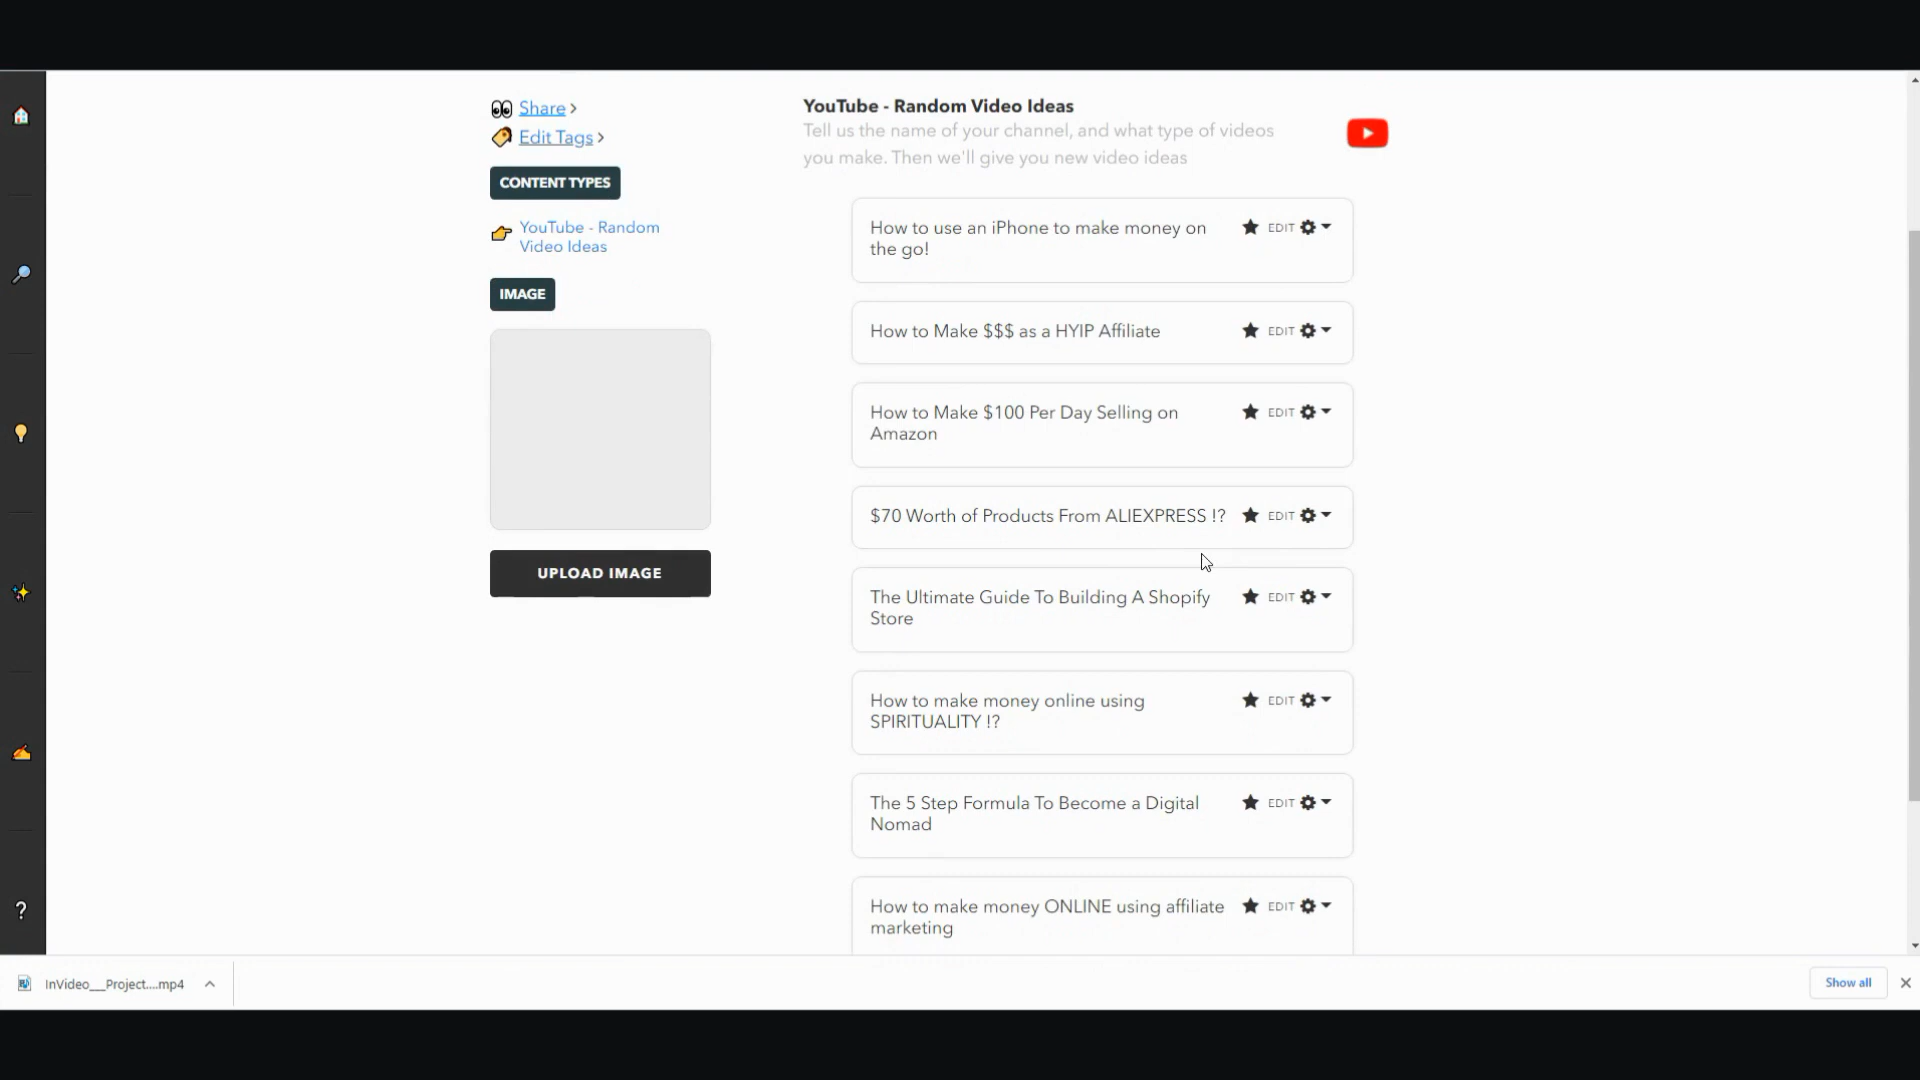 Share >
Edit Tags >
CONTENT TYPES
YouTube - Random
Video Ideas
IMAGE
UPLOAD IMAGE
YouTube - Random Video Ideas
Tell us the name of your channel, and what type of videos
you make. Then we'll give you new video ideas
How to use an iPhone to make money on
the go!
EDIT
How to Make $$$ as a HYIP Affiliate
EDIT
How to Make $100 Per Day Selling on
Amazon
EDIT
$70 Worth of Products From ALIEXPRESS !?
EDIT
The Ultimate Guide To Building A Shopify
Store
EDIT
How to make money online using
SPIRITUALITY !?
EDIT
The 5 Step Formula To Become a Digital
Nomad
EDIT
How to make money ONLINE using affiliate
marketing
EDIT
?
InVideo___Project....mp4
Show all